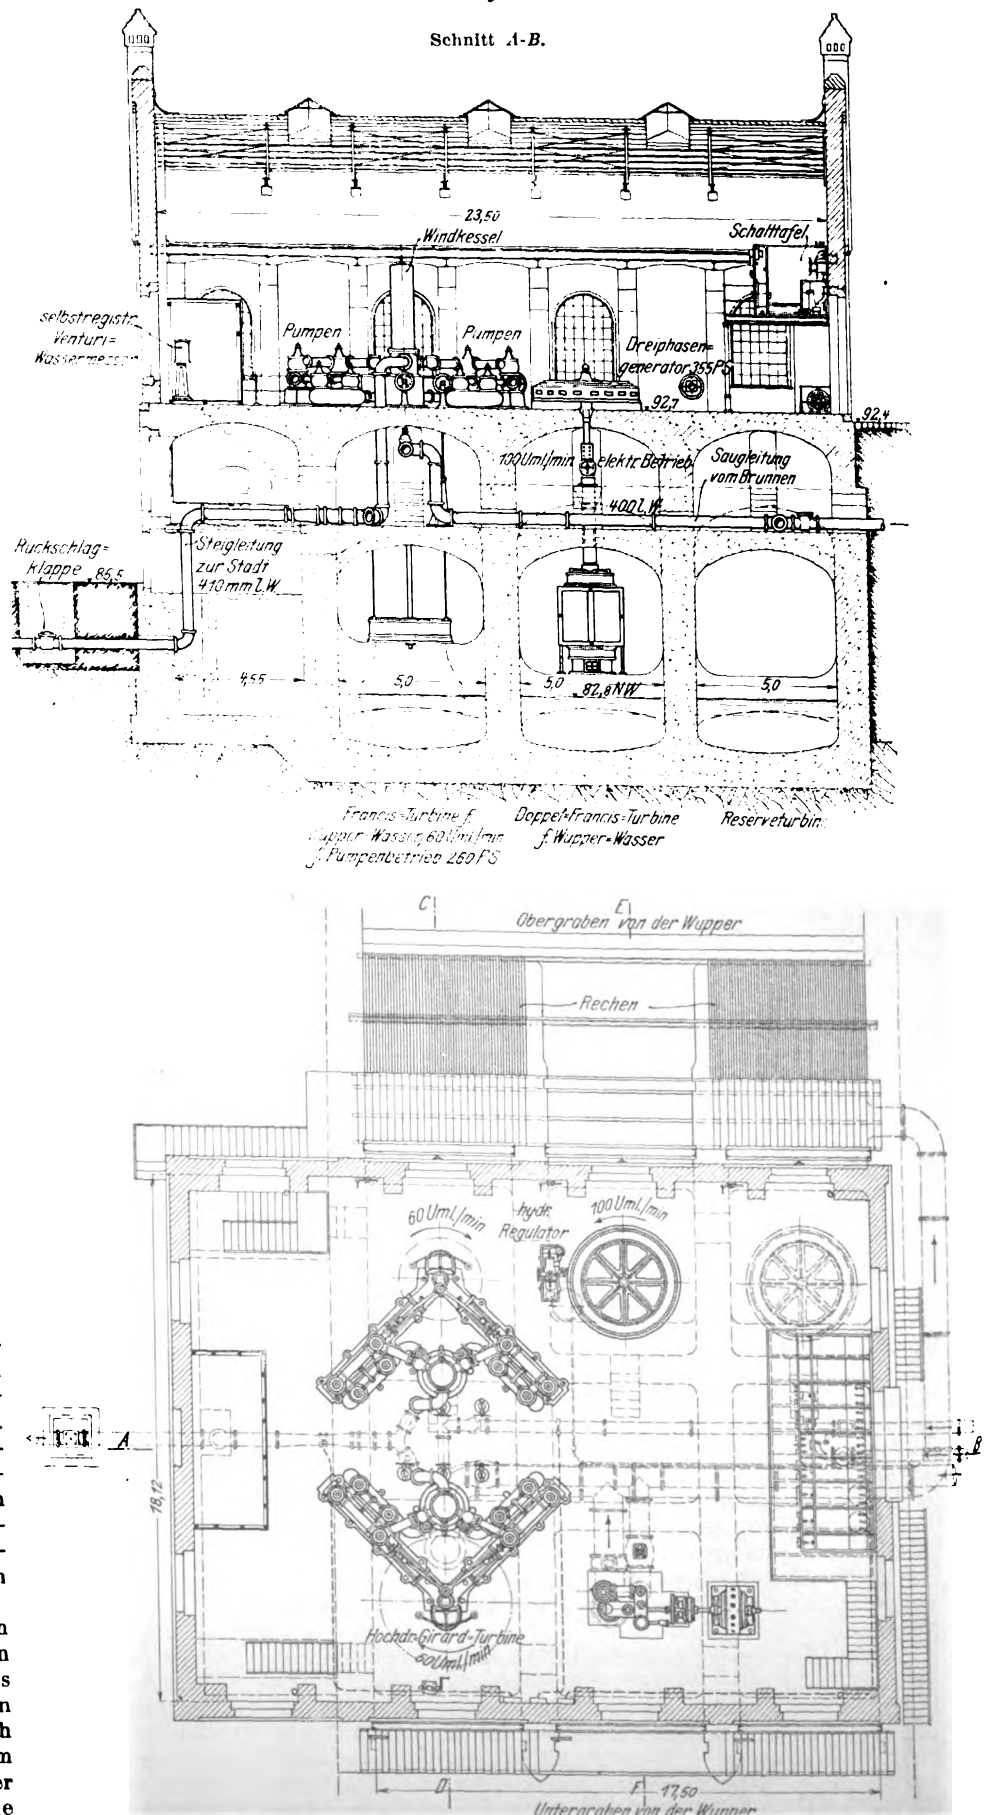 Schnitt A-B.
23,50
Windkessel
Schalttafel
selbstregistr.
Venturi=
Wassermesser
Pumpen
Pumpen
Dreiphasen=
generator 355 PS
92,7
92,4
100 Uml/min
elektr. Betrieb
Saugleitung
vom Brunnen
400 l.W.
Rückschlag=
klappe
85,5
Steigleitung
zur Stadt
410 mm l.W.
4,55
5,0
5,0
82,8 NW
5,0
Francis=Turbine f.
Wupper=Wasser, 60 Uml/min
f. Pumpenbetrieb 260 PS
Doppel=Francis=Turbine
f. Wupper=Wasser
Reserveturbin
C
E
Obergraben von der Wupper
Rechen
60 Uml./min
hydr.
Regulator
100 Uml./min
A
B
18,12
Hochdr.=Girard=Turbine
60 Uml/min
D
F
17,50
Untergraben von der Wupper
n
n
n
n
s
n
h
m
er
e